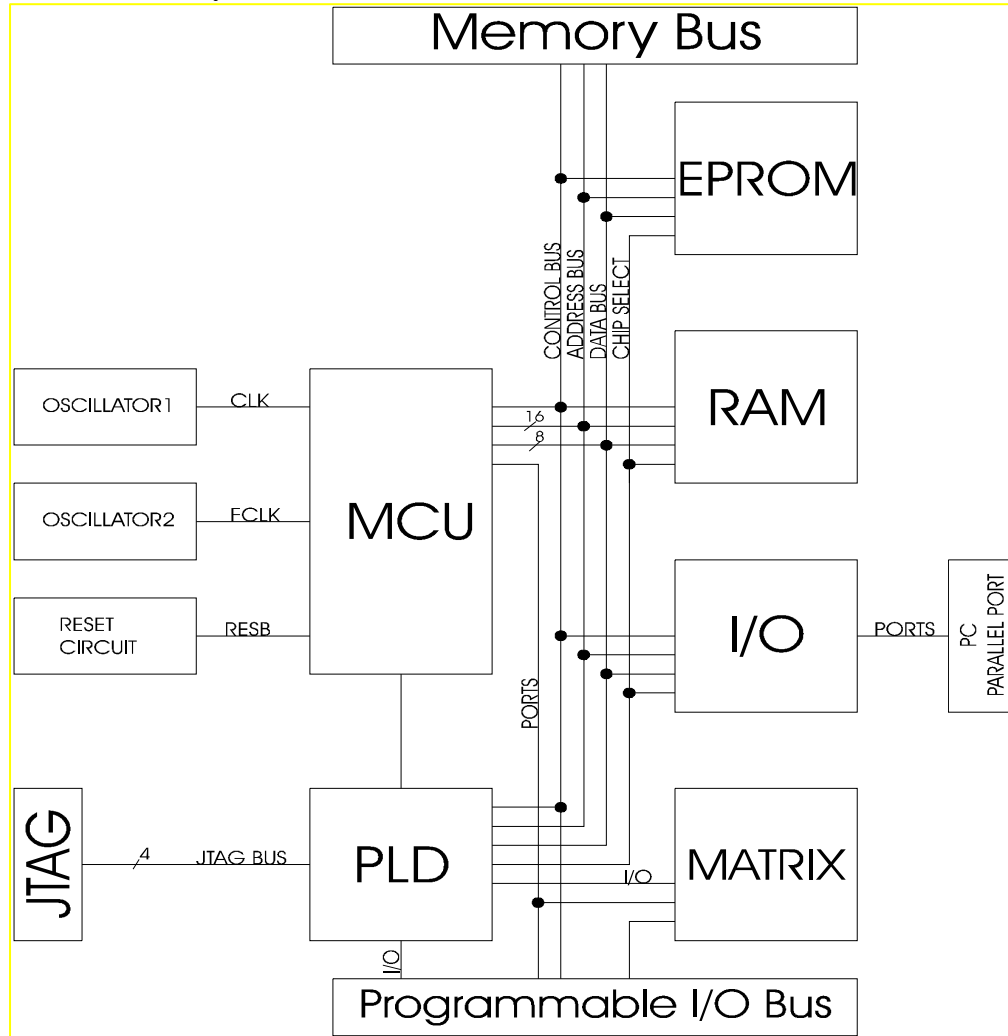 Memory Bus
EPROM
CONTROL BUS
ADDRESS BUS
DATA BUS
CHIP SELECT
OSCILLATOR1
CLK
16
8
RAM
OSCILLATOR2
ECLK
MCU
RESET
CIRCUIT
RESB
I/O
PORTS
PC
PARALLEL PORT
PORTS
JTAG
4
JTAG BUS
PLD
I/O
MATRIX
I/O
Programmable I/O Bus